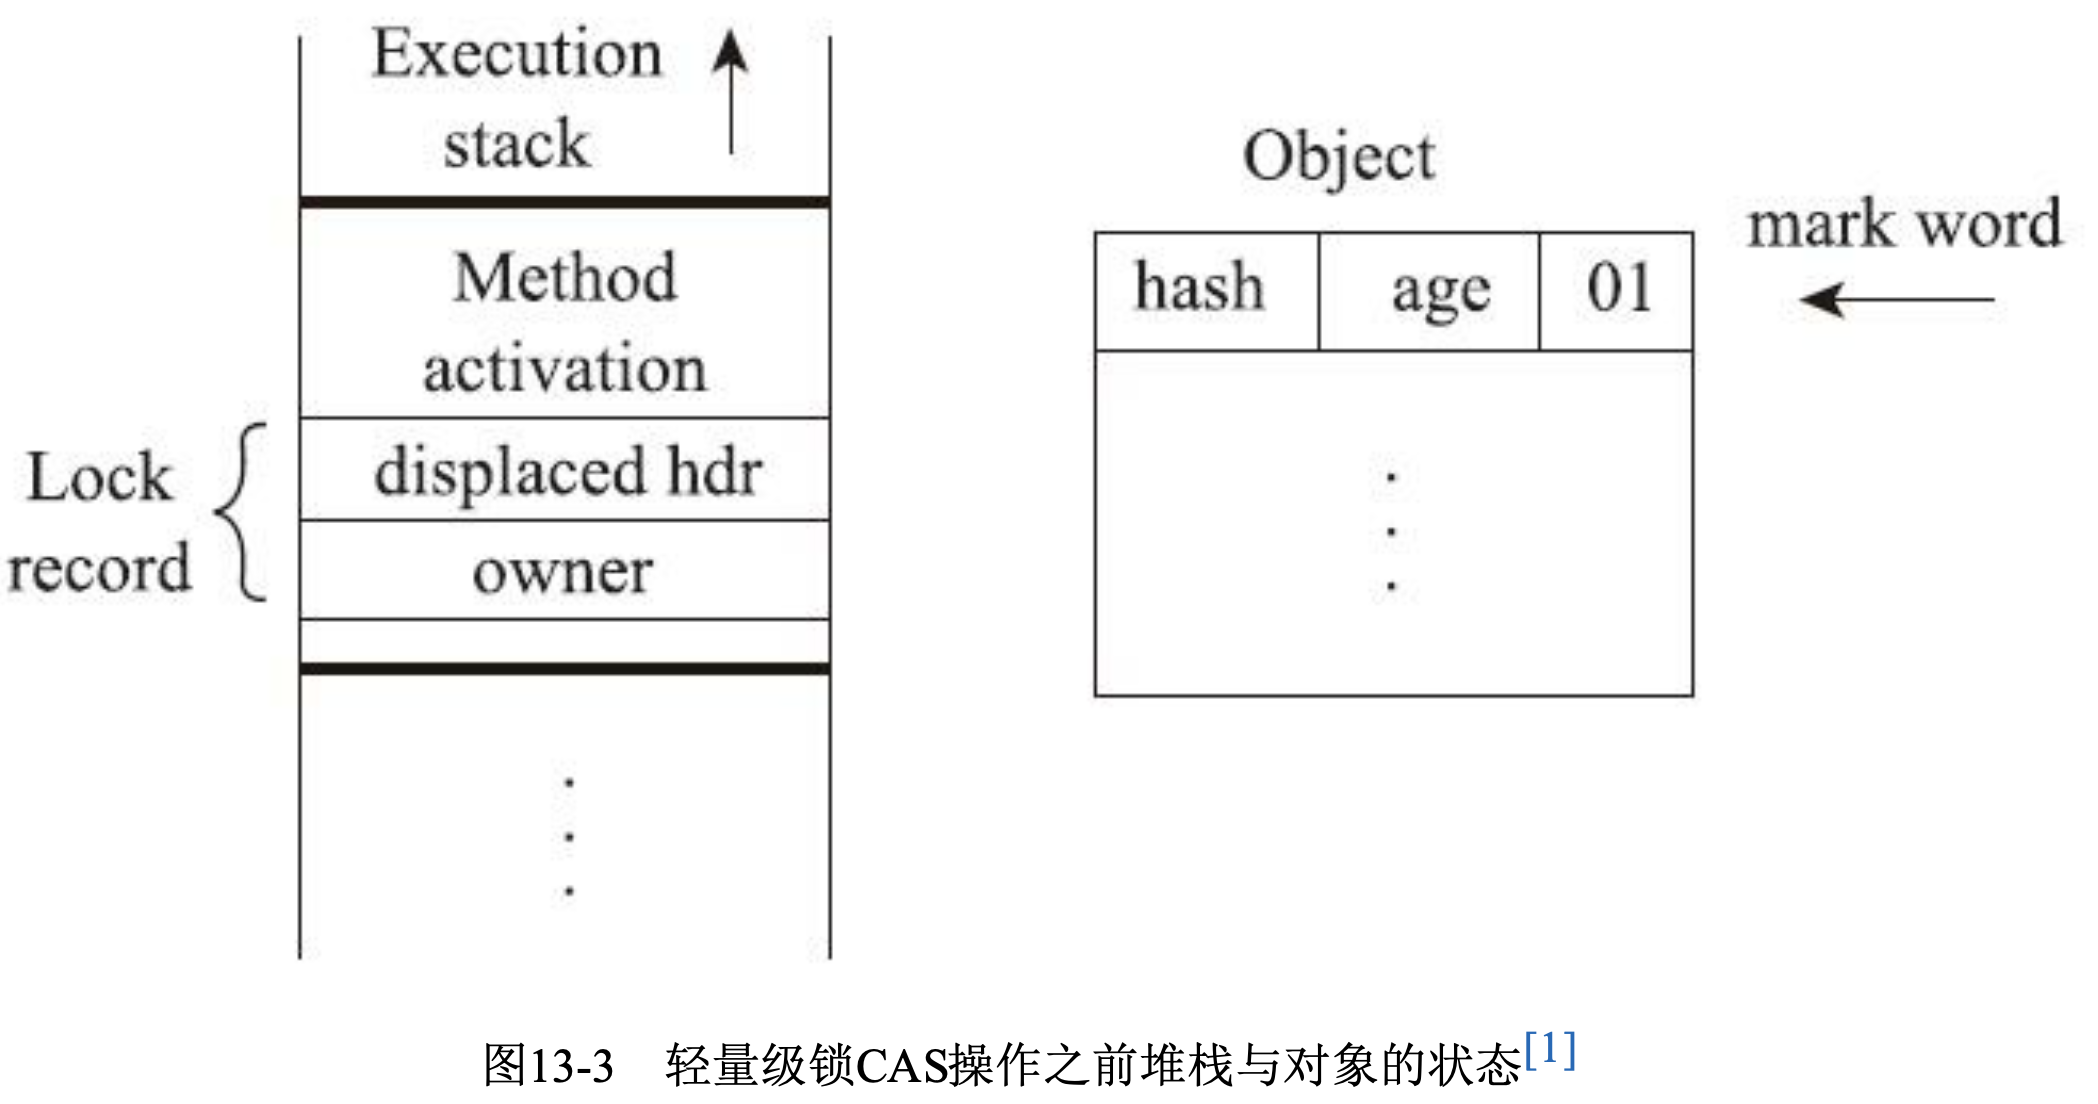 Execution
stack
Method
activation
Lock
record
displaced hdr
owner
Object
mark word
hash age 01
图13-3 轻量级锁CAS操作之前堆栈与对象的状态[1]